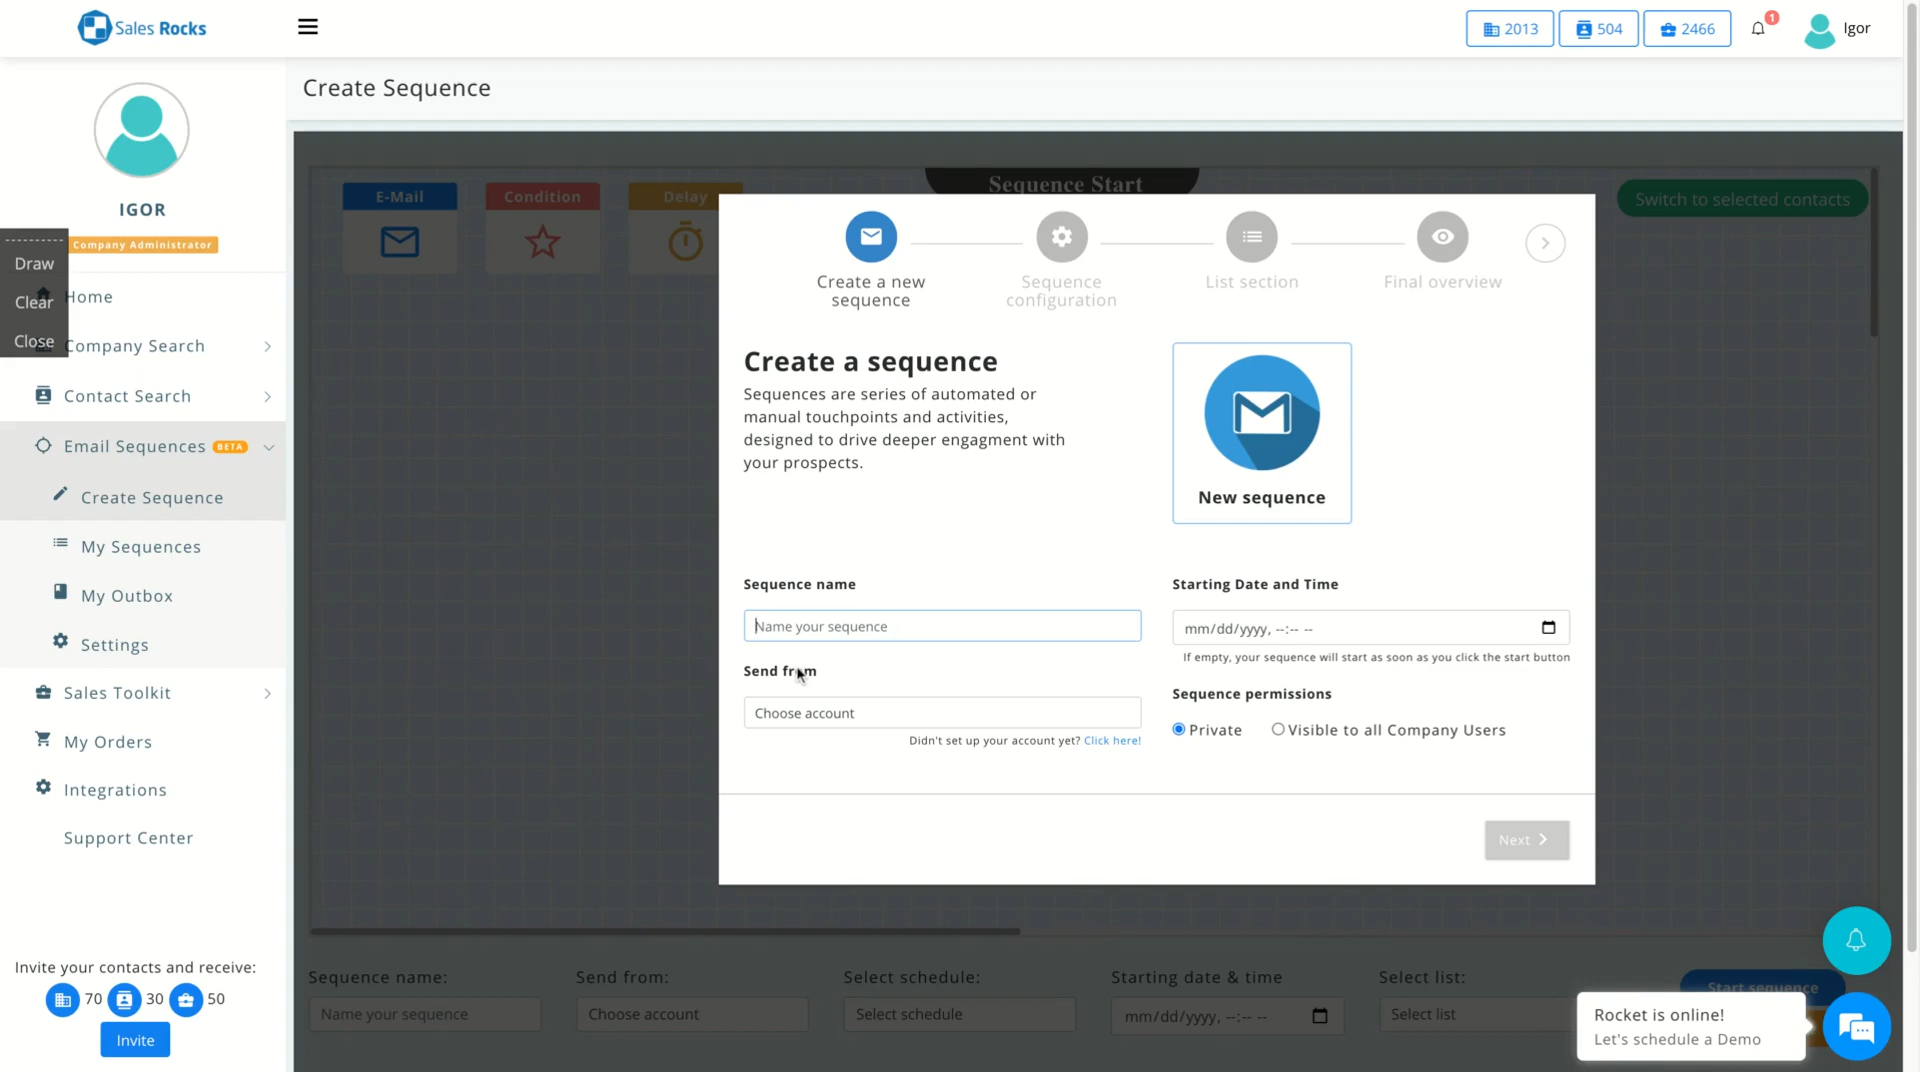 Sales Rocks
2013
504
2466
1
Igor
Create Sequence
IGOR
Company Administrator
Draw
Clear
Close
Home
Company Search
Contact Search
Email Sequences BETA
Create Sequence
My Sequences
My Outbox
Settings
Sales Toolkit
My Orders
Integrations
Support Center
Invite your contacts and receive:
70 30 50
Invite
E-Mail
Condition
Delay
Sequence Start
Switch to selected contacts
Create a new
sequence
Sequence
configuration
List section
Final overview
Create a sequence
Sequences are series of automated or
manual touchpoints and activities,
designed to drive deeper engagment with
your prospects.
New sequence
Sequence name
Name your sequence
Send from
Choose account
Didn't set up your account yet? Click here!
Starting Date and Time
mm/dd/yyyy, --:-- --
If empty, your sequence will start as soon as you click the start button
Sequence permissions
Private
Visible to all Company Users
Next
Sequence name:
Name your sequence
Send from:
Choose account
Select schedule:
Select schedule
Starting date & time
mm/dd/yyyy, --:-- --
Select list:
Select list
Start sequence
Rocket is online!
Let's schedule a Demo